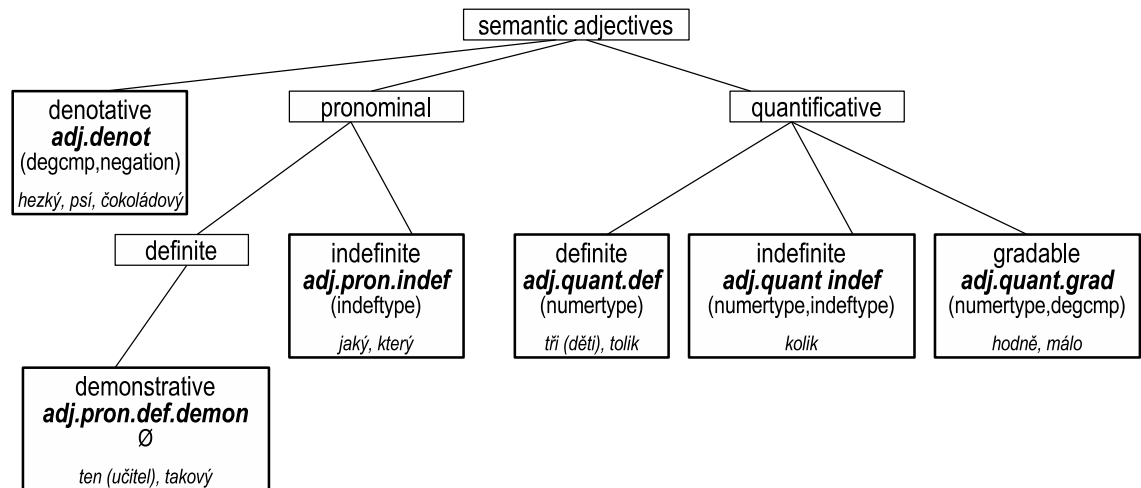 semantic adjectives
denotative
adj.denot
(degcmp,negation)
hezký, psí, čokoládový
pronominal
quantificative
definite
indefinite
adj.pron.indef
(indeftype)
jaký, který
definite
adj.quant.def
(numertype)
tři (děti), tolik
indefinite
adj.quant indef
(numertype,indeftype)
kolik
gradable
adj.quant.grad
(numertype,degcmp)
hodně, málo
demonstrative
adj.pron.def.demon
Ø
ten (učitel), takový